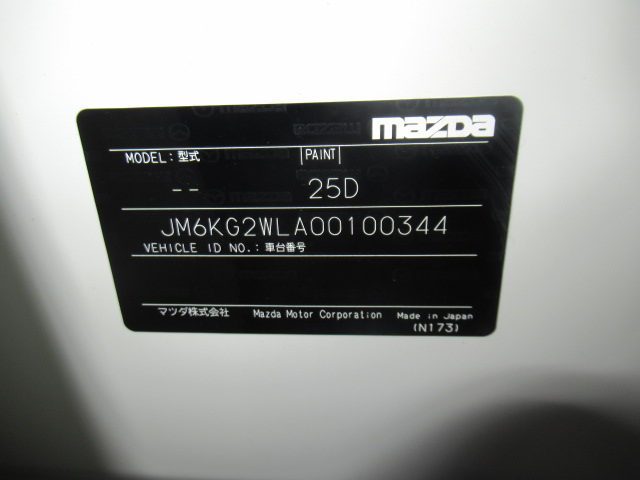 mazda
MODEL: 型式 |PAINT|
-- 25D
JM6KG2WLA00100344
VEHICLE ID NO.: 車台番号
マツダ株式会社 Mazda Motor Corporation Made in Japan
(N173)